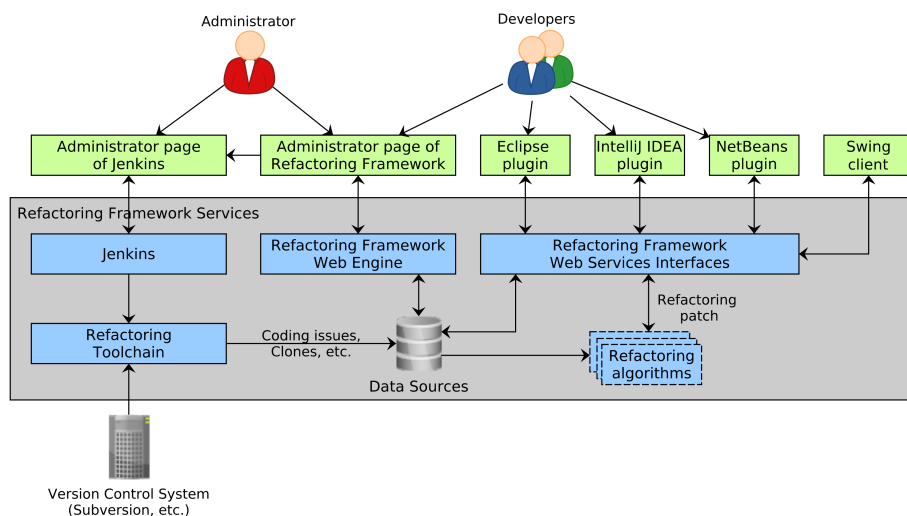 Administrator
Developers
Administrator page
of Jenkins
Administrator page of
Refactoring Framework
Eclipse
plugin
IntelliJ IDEA
plugin
NetBeans
plugin
Swing
client
Refactoring Framework Services
Jenkins
Refactoring Framework
Web Engine
Refactoring Framework
Web Services Interfaces
Refactoring
patch
Refactoring
Toolchain
Coding issues,
Clones, etc.
Data Sources
Refactoring
algorithms
Version Control System
(Subversion, etc.)